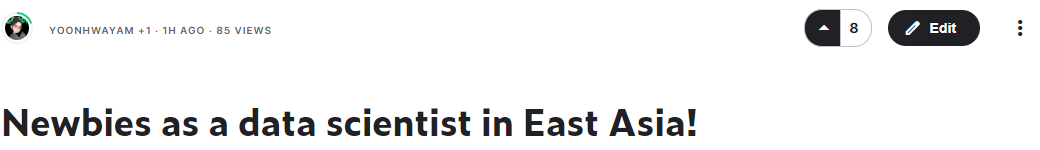 YOONHWAYAM +1 · 1H AGO · 85 VIEWS
8
Edit
Newbies as a data scientist in East Asia!